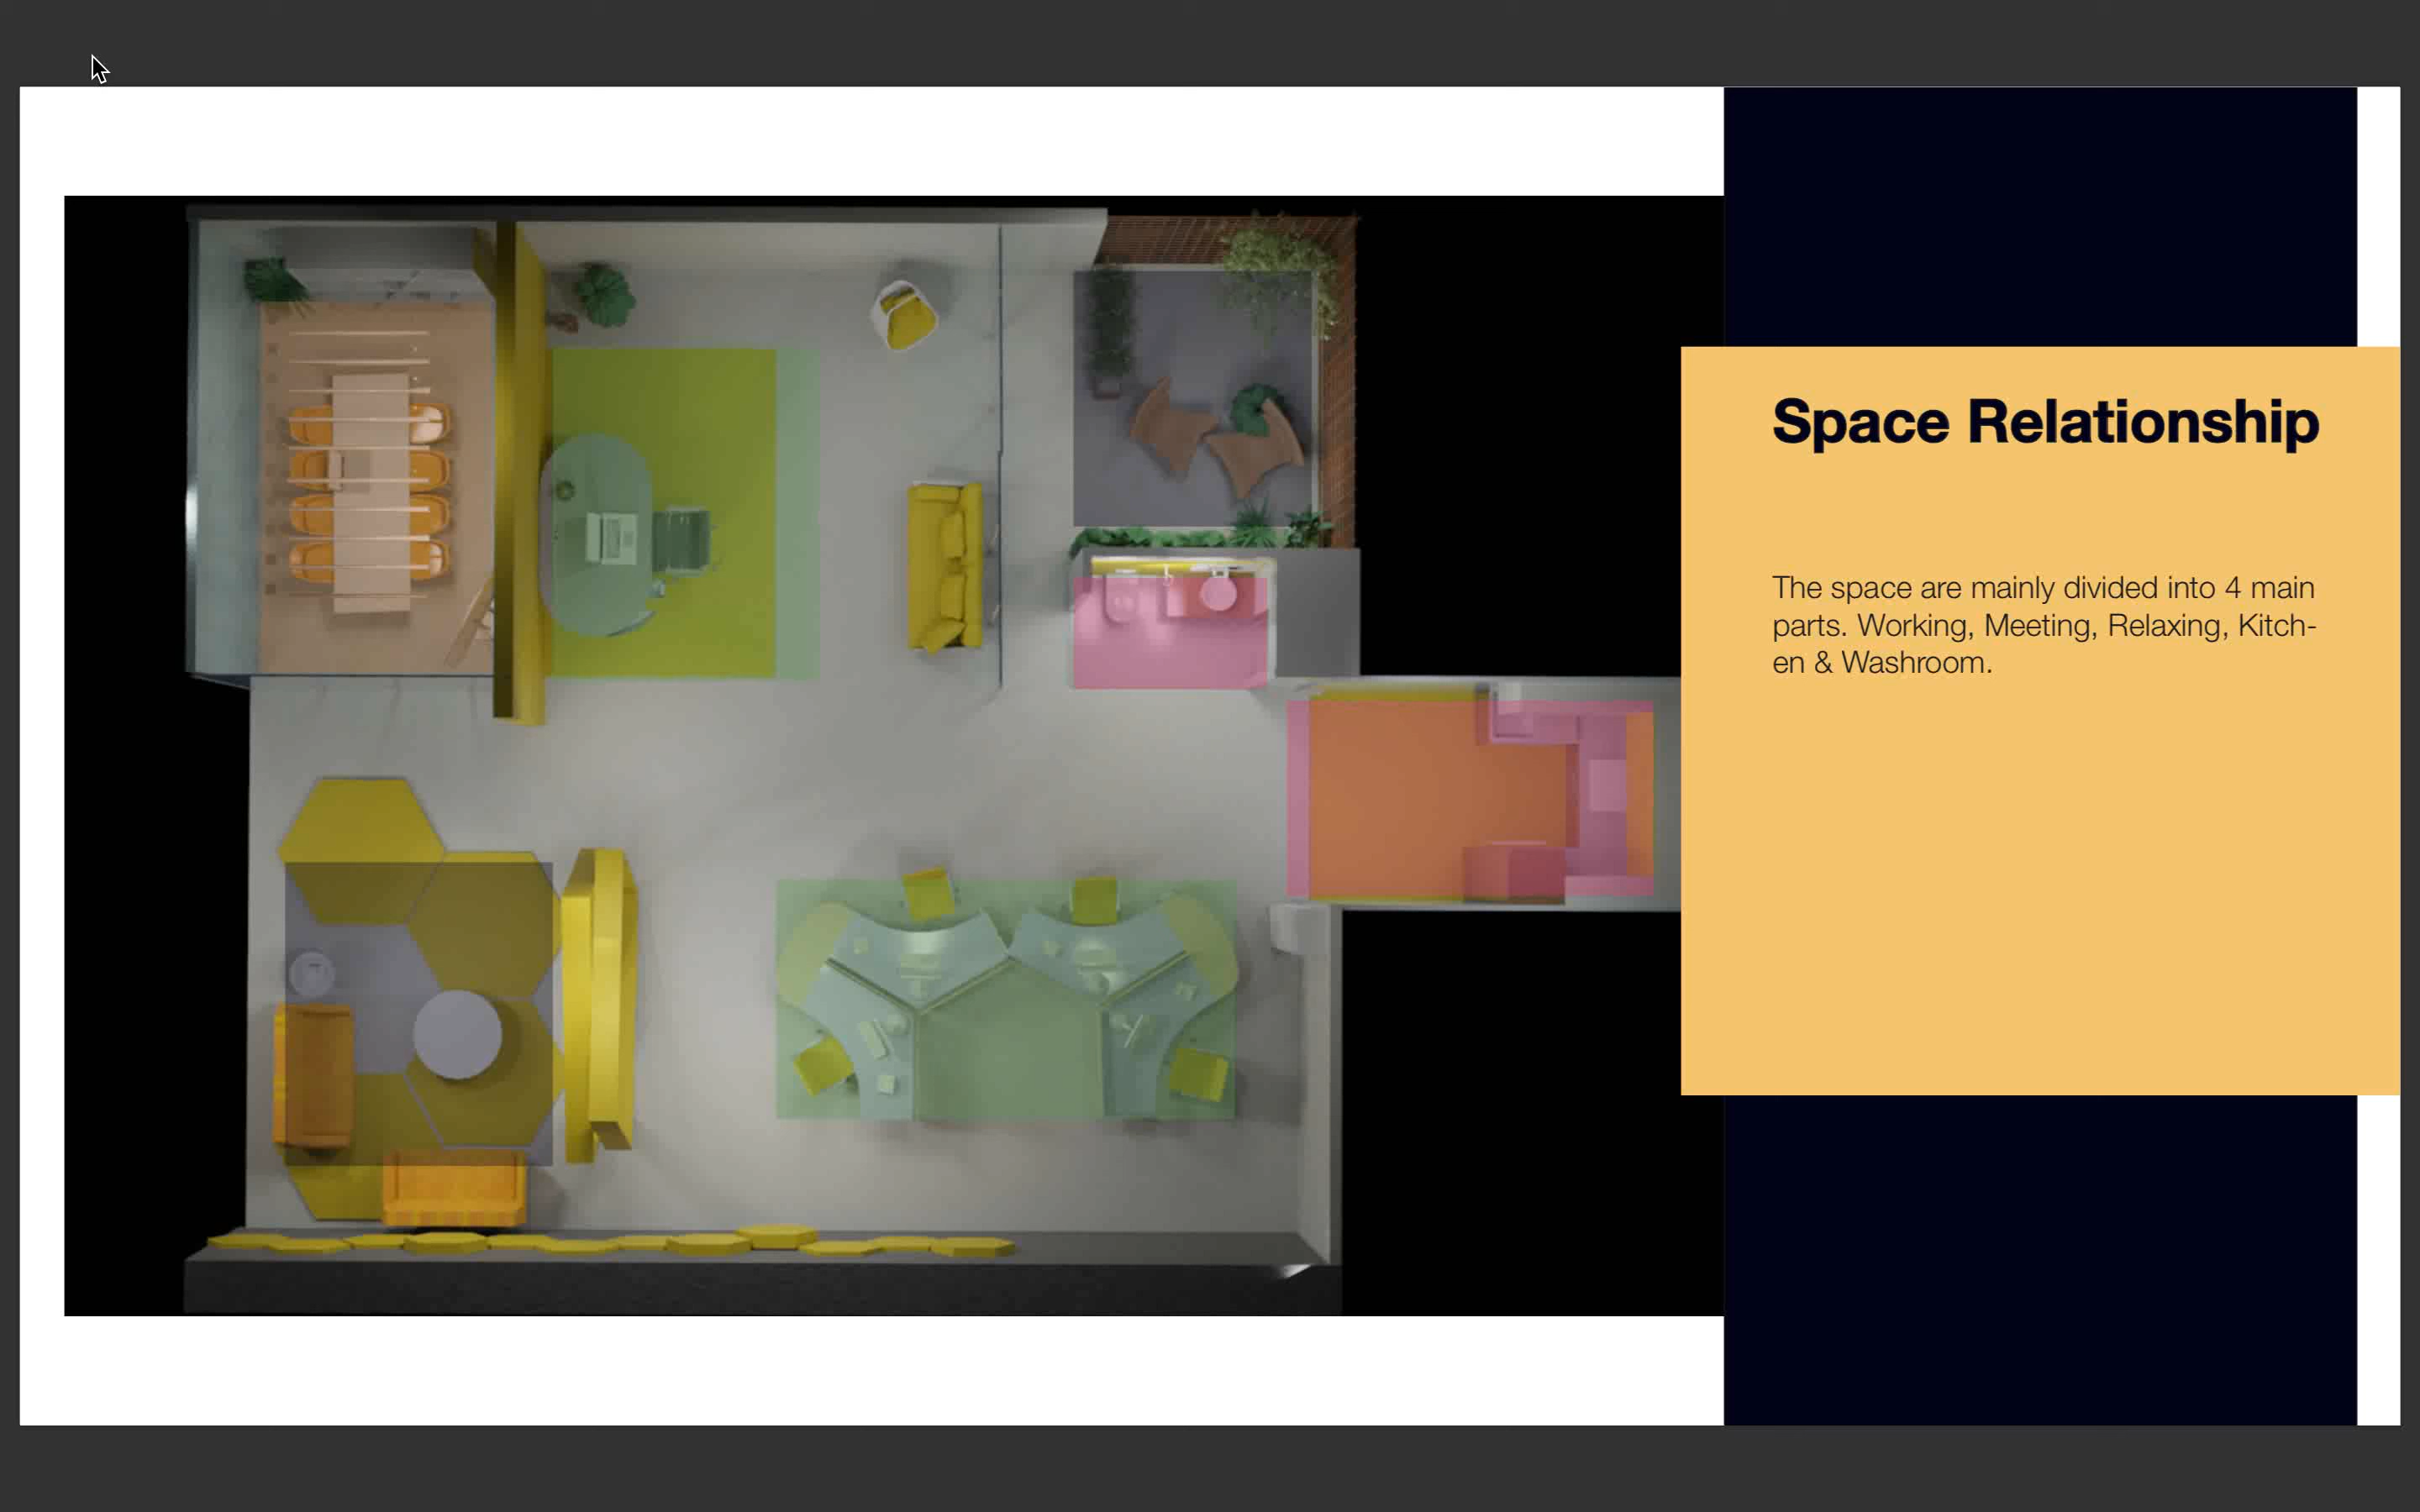 Space Relationship
The space are mainly divided into 4 main
parts. Working, Meeting, Relaxing, Kitch-
en & Washroom.